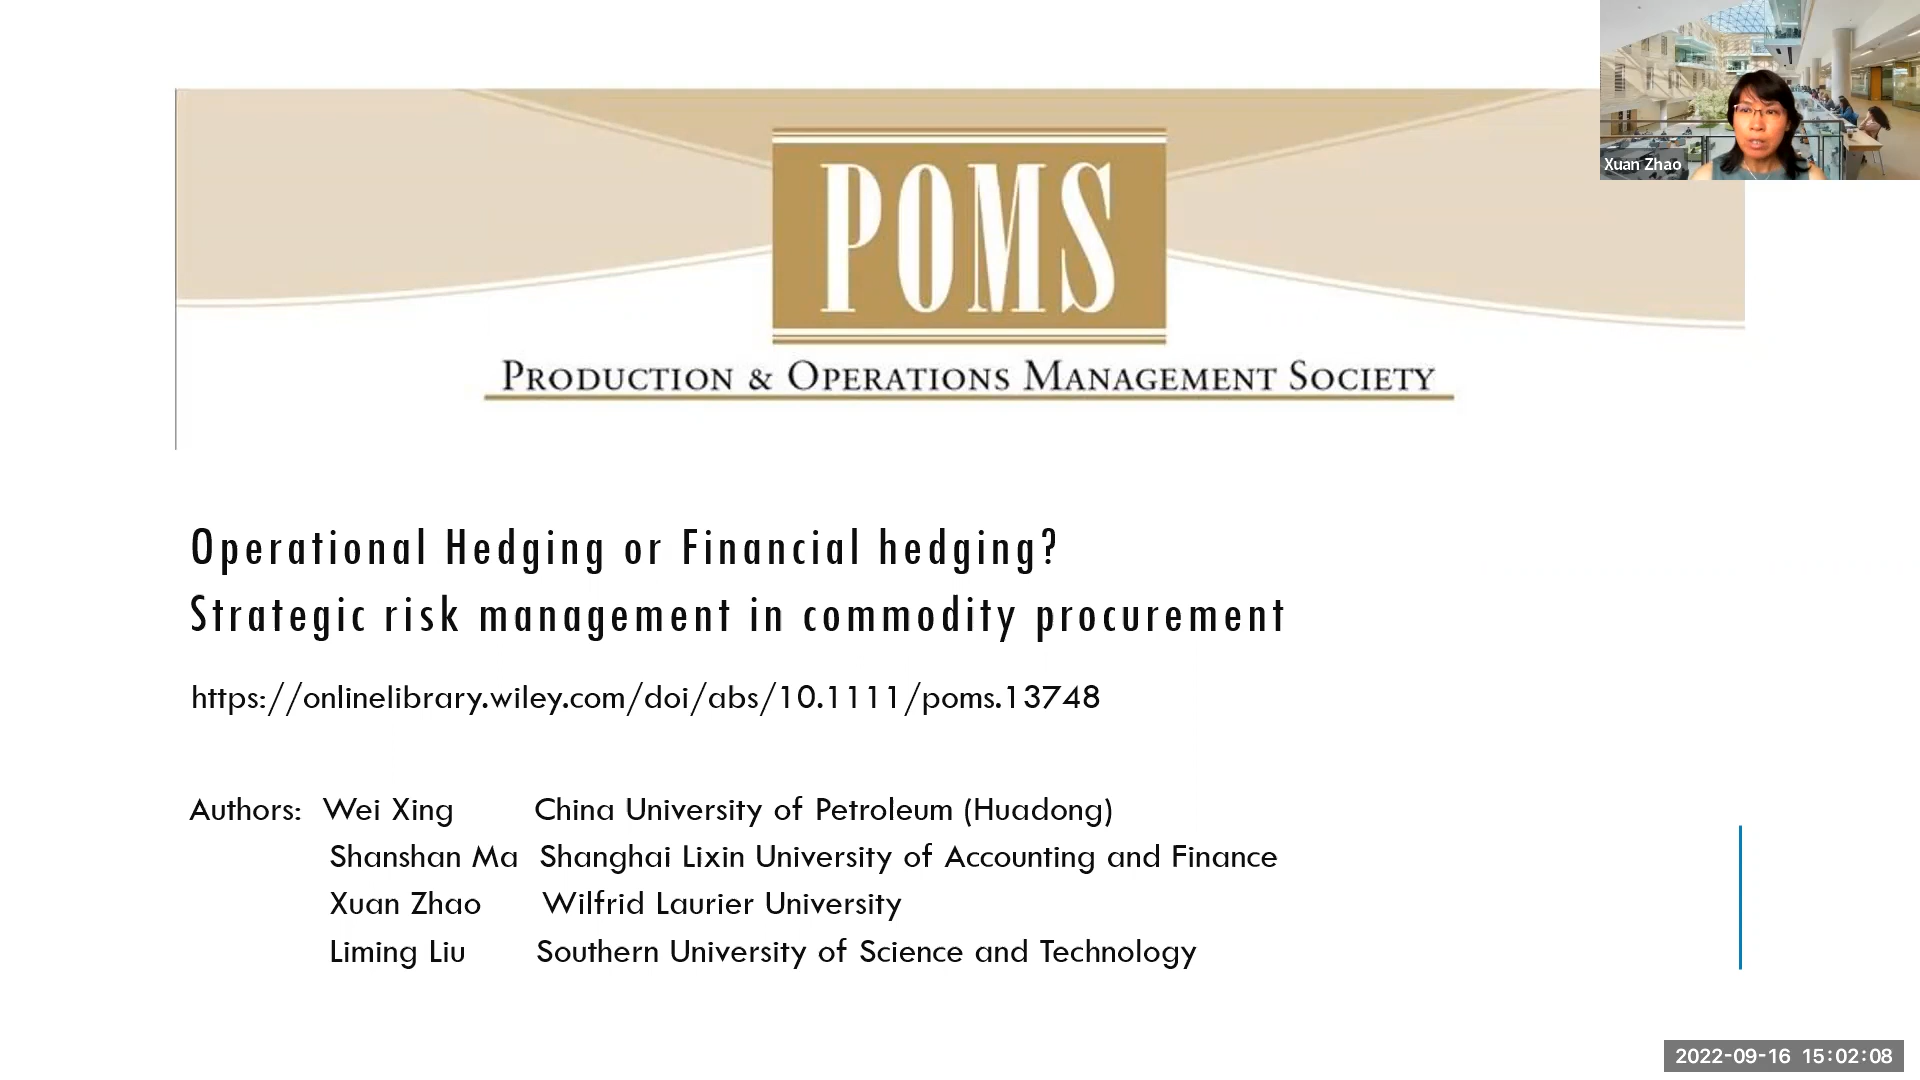 Xuan Zhao
POMS
PRODUCTION & OPERATIONS MANAGEMENT SOCIETY
Operational Hedging or Financial hedging?
Strategic risk management in commodity procurement
https://onlinelibrary.wiley.com/doi/abs/10.1111/poms.13748
Authors: Wei Xing China University of Petroleum (Huadong)
Shanshan Ma Shanghai Lixin University of Accounting and Finance
Xuan Zhao Wilfrid Laurier University
Liming Liu Southern University of Science and Technology
2022-09-16 15:02:08